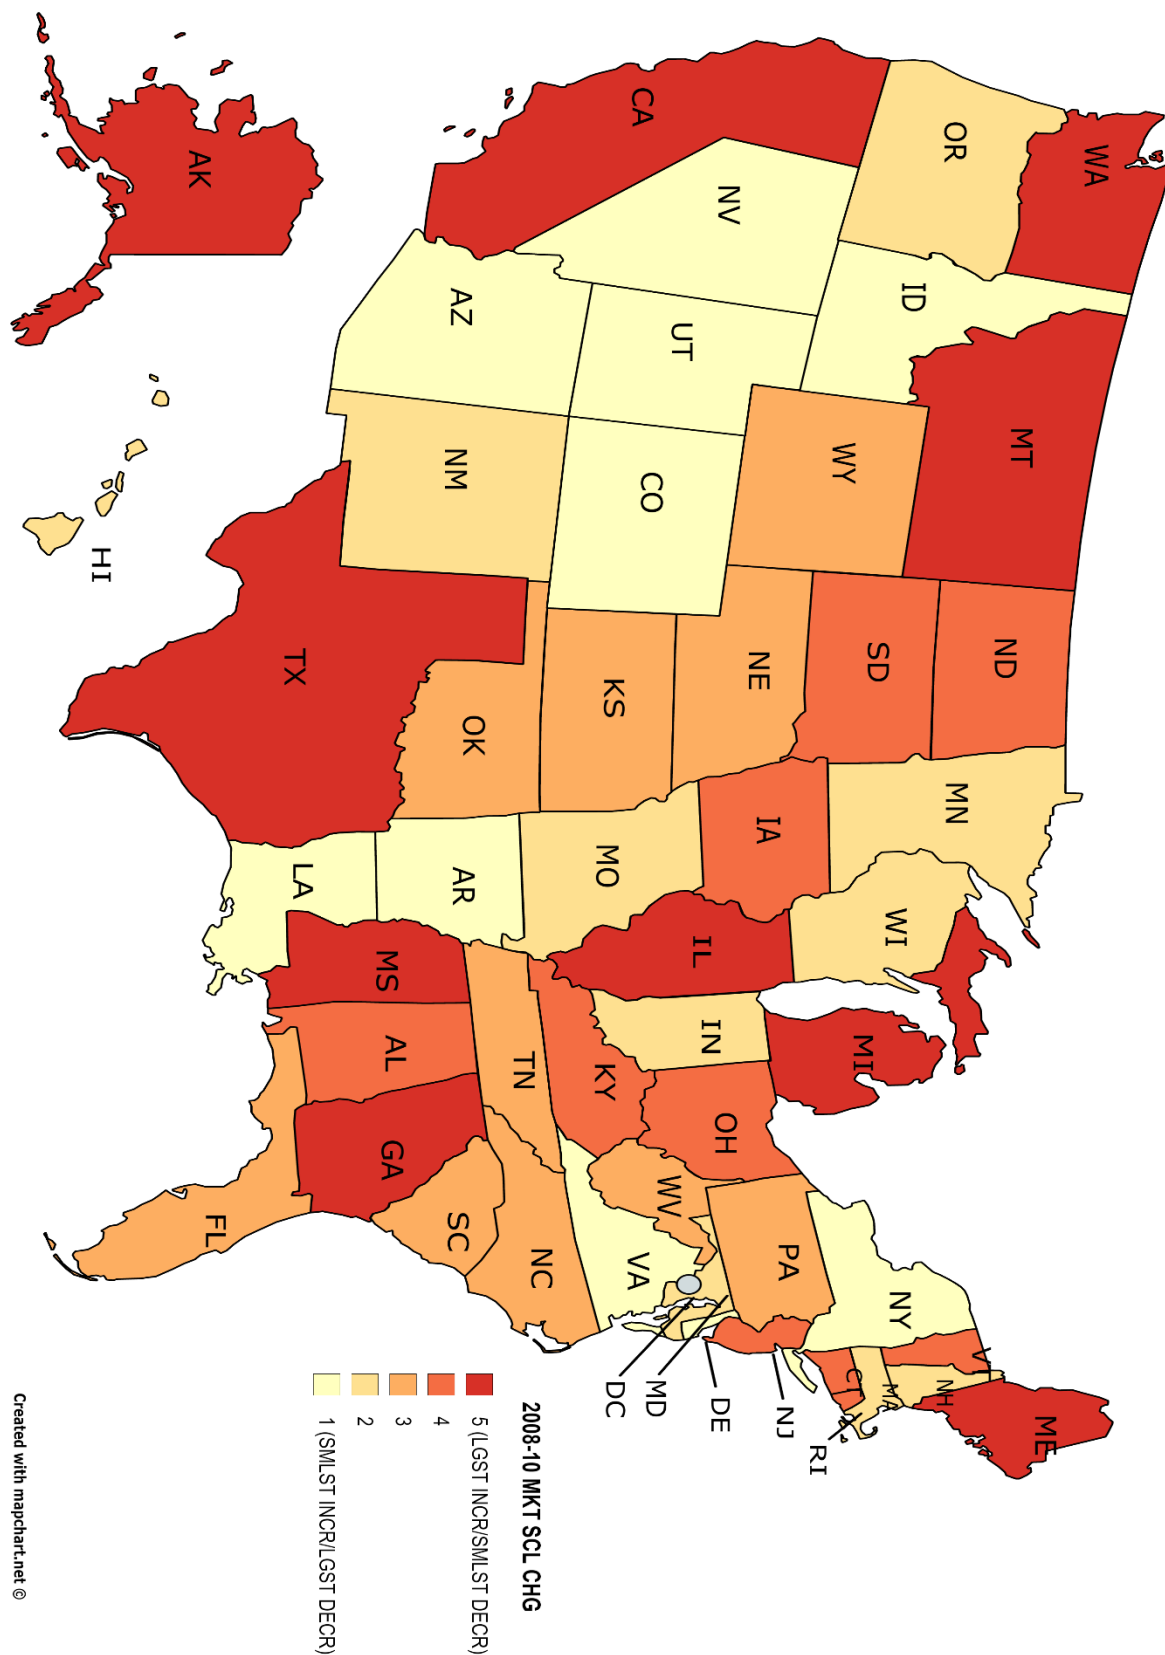 WA
OR
CA
NV
ID
MT
WY
UT
AZ
CO
NM
ND
SD
NE
KS
OK
TX
MN
IA
MO
AR
LA
WI
IL
MS
MI
IN
KY
TN
AL
OH
GA
WV
VA
NC
SC
FL
PA
NY
VT
NH
MA
CT
ME
RI
NJ
DE
MD
DC
AK
HI
2008-10 MKT SCL CHG
5 (LGST INCR/SMLST DECR)
4
3
2
1 (SMLST INCR/LGST DECR)
Created with mapchart.net ©